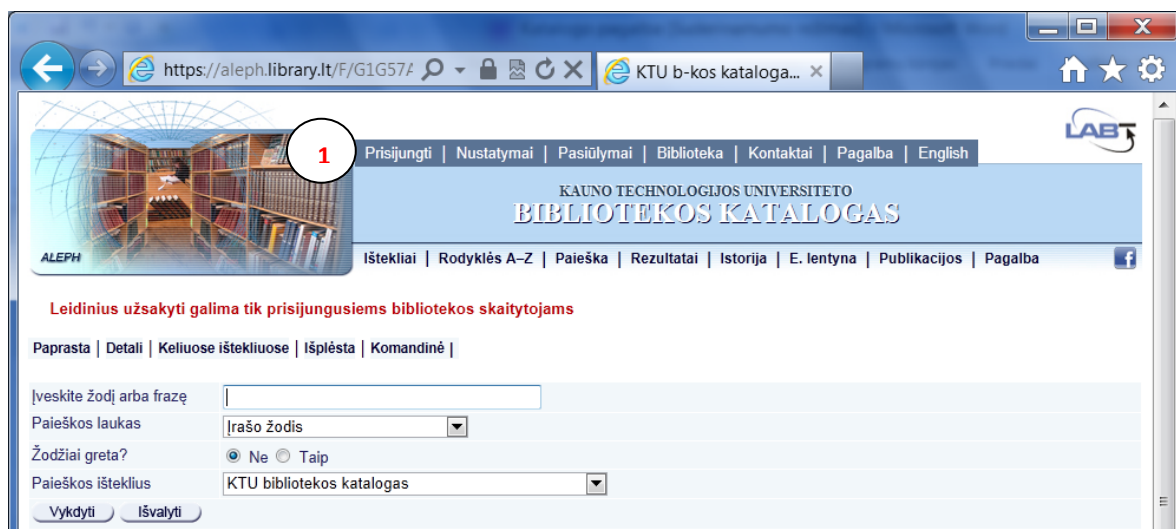 https://aleph.library.lt/F/G1G57A
KTU b-kos kataloga...
LABT
1
Prisijungti | Nustatymai | Pasiūlymai | Biblioteka | Kontaktai | Pagalba | English
KAUNO TECHNOLOGIJOS UNIVERSITETO
BIBLIOTEKOS KATALOGAS
ALEPH
Ištekliai | Rodyklės A–Z | Paieška | Rezultatai | Istorija | E. lentyna | Publikacijos | Pagalba
f
Leidinius užsakyti galima tik prisijungusiems bibliotekos skaitytojams
Paprasta | Detali | Keliuose ištekliuose | Išplėsta | Komandinė |
Įveskite žodį arba frazę
Paieškos laukas Įrašo žodis
Žodžiai greta? Ne Taip
Paieškos išteklius KTU bibliotekos katalogas
Vykdyti Išvalyti